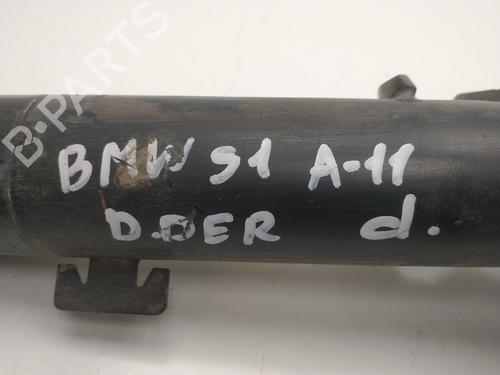 B-PARTS
BMW S1 A-11
D.DER d.